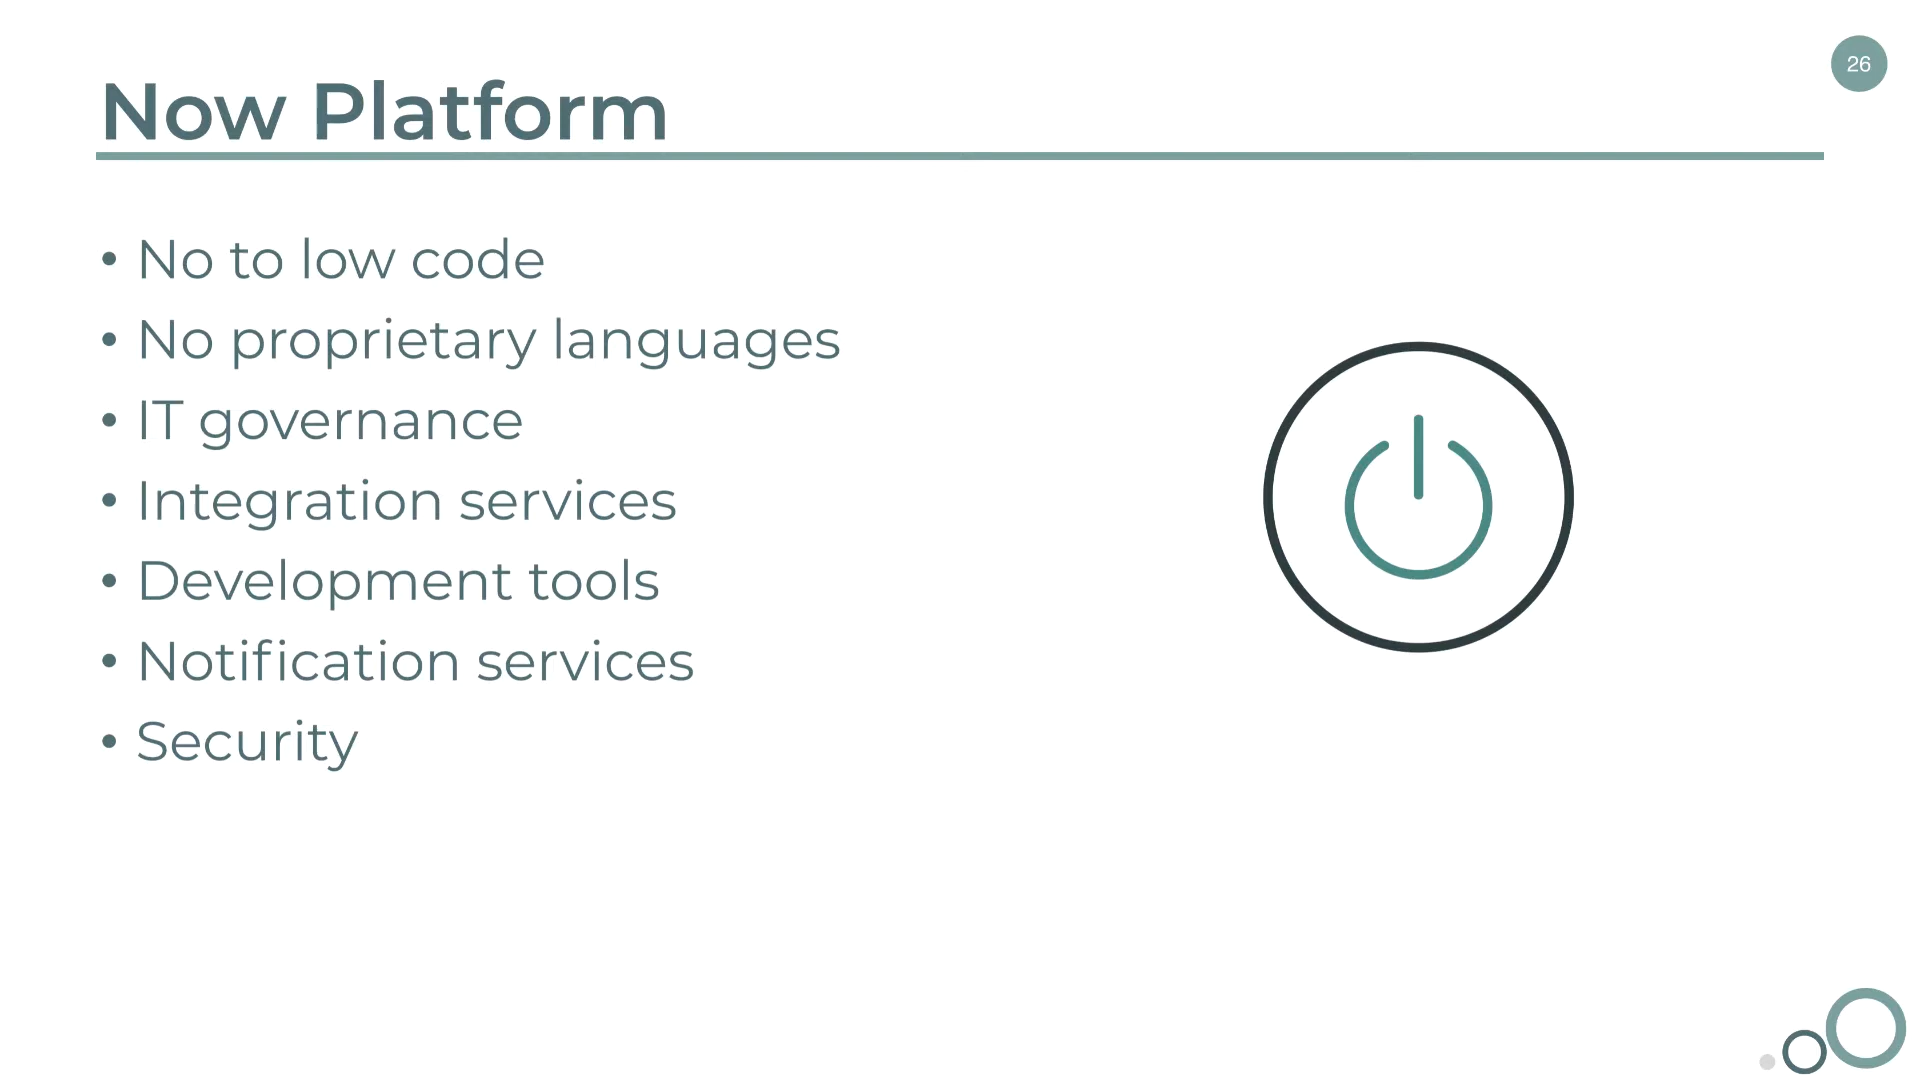 26
Now Platform
• No to low code
• No proprietary languages
• IT governance
• Integration services
• Development tools
• Notification services
• Security